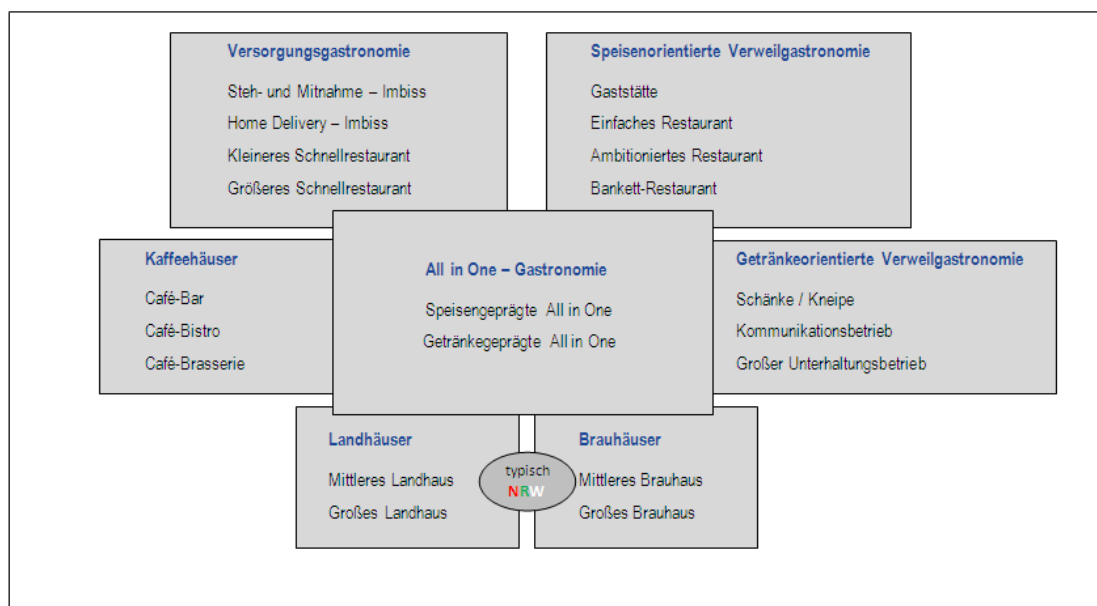 Versorgungsgastronomie
Steh- und Mitnahme – Imbiss
Home Delivery – Imbiss
Kleineres Schnellrestaurant
Größeres Schnellrestaurant
Speisenorientierte Verweilgastronomie
Gaststätte
Einfaches Restaurant
Ambitioniertes Restaurant
Bankett-Restaurant
Kaffeehäuser
Café-Bar
Café-Bistro
Café-Brasserie
All in One – Gastronomie
Speisengeprägte All in One
Getränkegeprägte All in One
Getränkeorientierte Verweilgastronomie
Schänke / Kneipe
Kommunikationsbetrieb
Großer Unterhaltungsbetrieb
Landhäuser
Mittleres Landhaus
Großes Landhaus
typisch
NRW
Brauhäuser
Mittleres Brauhaus
Großes Brauhaus